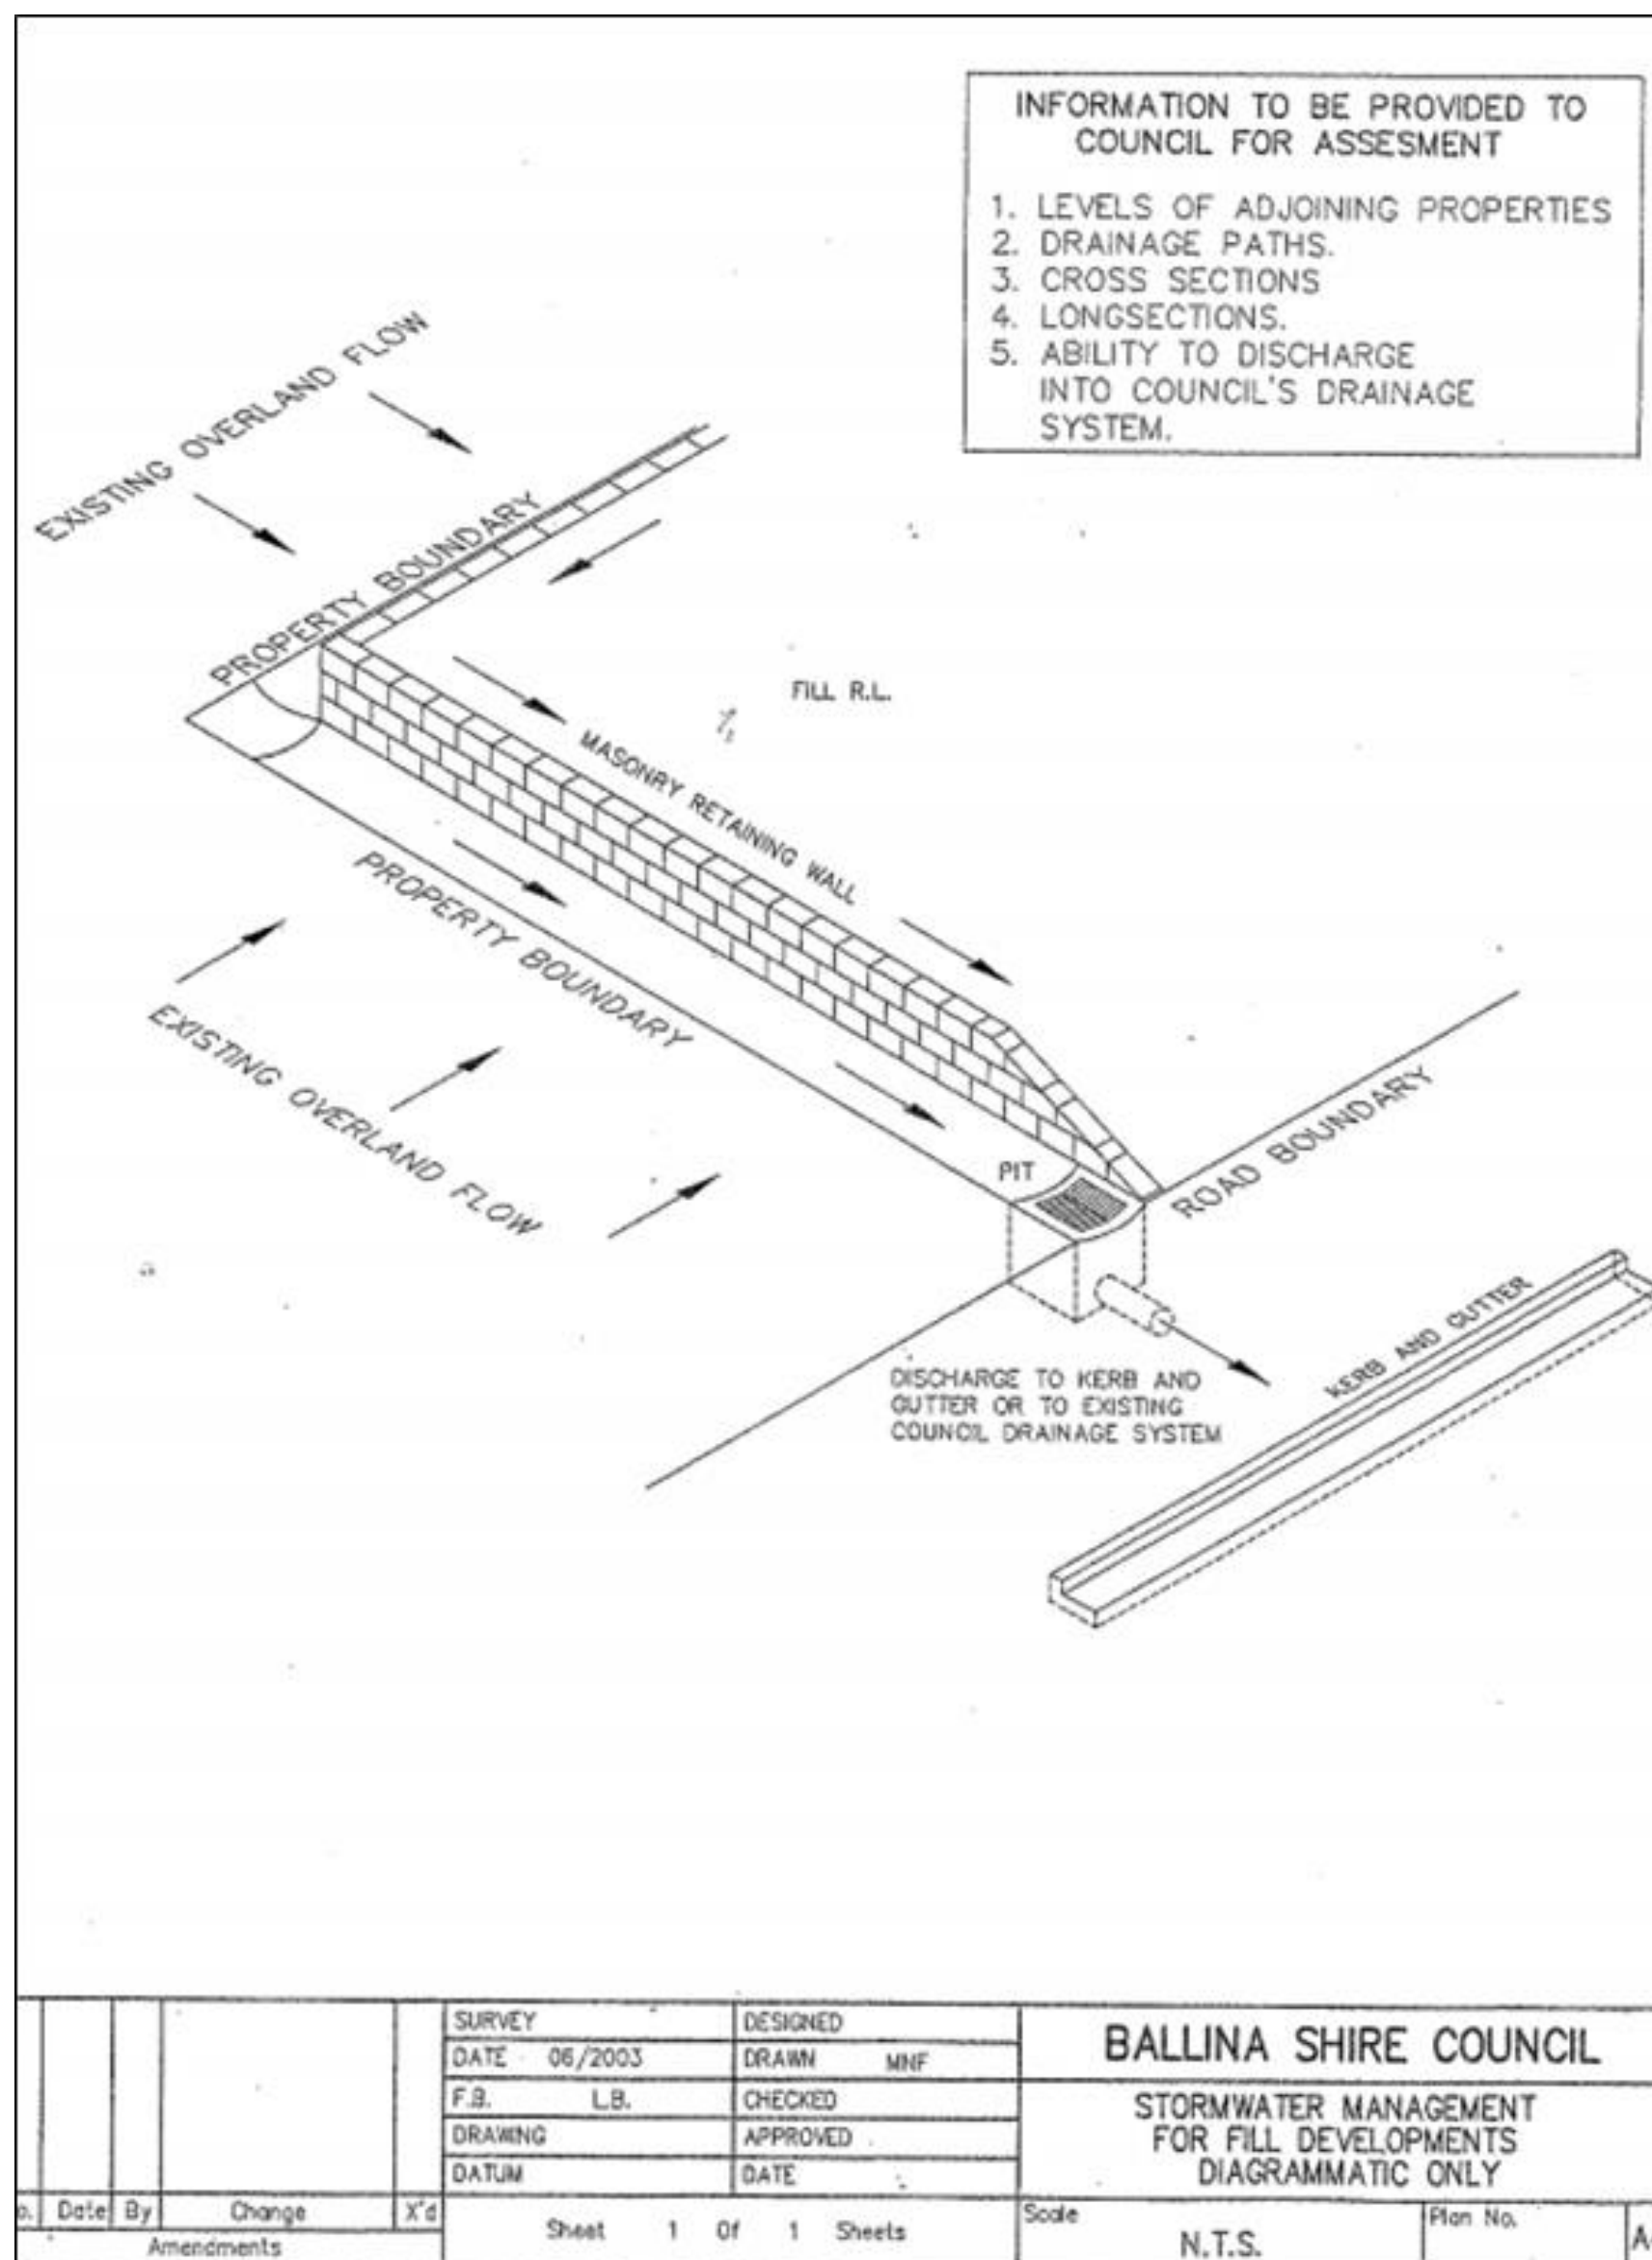 INFORMATION TO BE PROVIDED TO
COUNCIL FOR ASSESMENT
1. LEVELS OF ADJOINING PROPERTIES
2. DRAINAGE PATHS.
3. CROSS SECTIONS
4. LONGSECTIONS.
5. ABILITY TO DISCHARGE
INTO COUNCIL'S DRAINAGE
SYSTEM.
EXISTING OVERLAND FLOW
PROPERTY BOUNDARY
FILL R.L.
MASONRY RETAINING WALL
PROPERTY BOUNDARY
EXISTING OVERLAND FLOW
PIT
ROAD BOUNDARY
KERB AND GUTTER
DISCHARGE TO KERB AND
GUTTER OR TO EXISTING
COUNCIL DRAINAGE SYSTEM
SURVEY
DESIGNED
DATE 06/2003
DRAWN MNF
F.B. L.B.
CHECKED
DRAWING
APPROVED
DATUM
DATE
BALLINA SHIRE COUNCIL
STORMWATER MANAGEMENT
FOR FILL DEVELOPMENTS
DIAGRAMMATIC ONLY
Date By Change X'd
Amendments
Sheet 1 Of 1 Sheets
Scale
N.T.S.
Plan No.